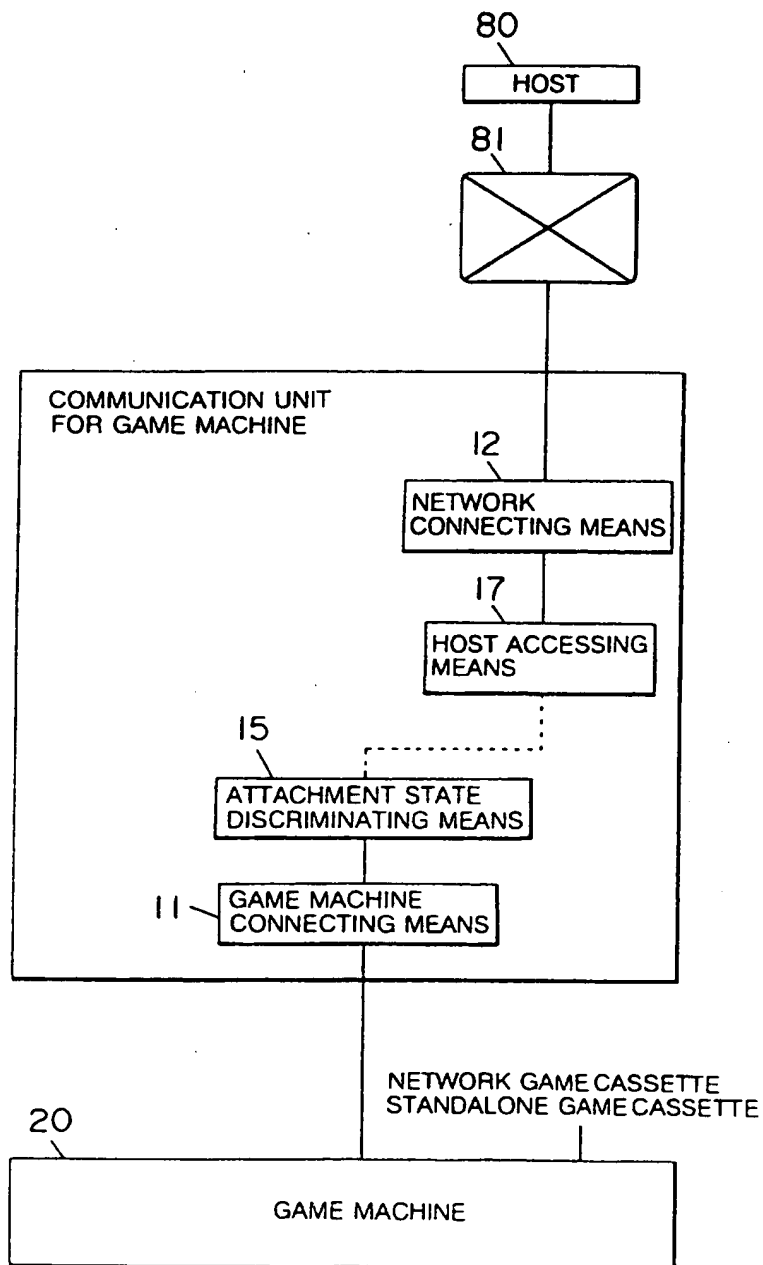 80
HOST
81
COMMUNICATION UNIT
FOR GAME MACHINE
12
NETWORK
CONNECTING MEANS
17
HOST ACCESSING
MEANS
15
ATTACHMENT STATE
DISCRIMINATING MEANS
11
GAME MACHINE
CONNECTING MEANS
NETWORK GAME CASSETTE
STANDALONE GAME CASSETTE
20
GAME MACHINE